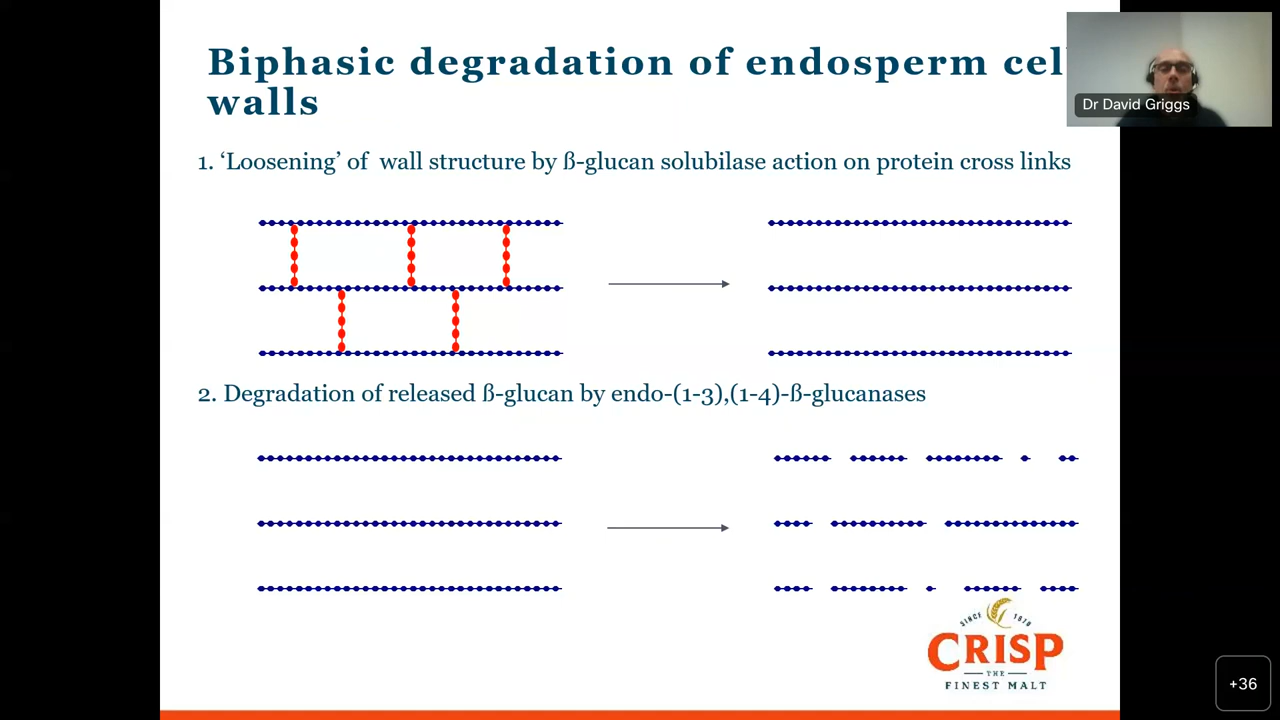 Biphasic degradation of endosperm cel
walls
Dr David Griggs
1. ‘Loosening’ of wall structure by ß-glucan solubilase action on protein cross links
2. Degradation of released ß-glucan by endo-(1-3),(1-4)-ß-glucanases
SINCE 1870
CRISP
THE
FINEST MALT
+36